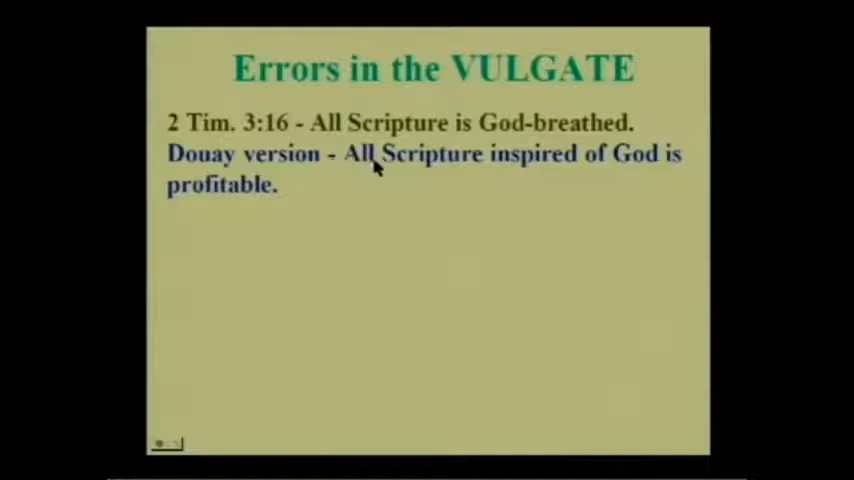 Errors in the VULGATE
2 Tim. 3:16 - All Scripture is God-breathed.
Douay version - All Scripture inspired of God is
profitable.